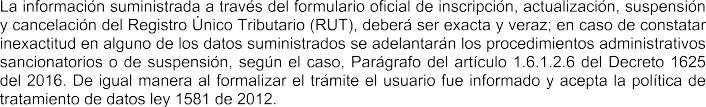 La información suministrada a través del formulario oficial de inscripción, actualización, suspensión
y cancelación del Registro Único Tributario (RUT), deberá ser exacta y veraz; en caso de constatar
inexactitud en alguno de los datos suministrados se adelantarán los procedimientos administrativos
sancionatorios o de suspensión, según el caso, Parágrafo del artículo 1.6.1.2.6 del Decreto 1625
del 2016. De igual manera al formalizar el trámite el usuario fue informado y acepta la política de
tratamiento de datos ley 1581 de 2012.